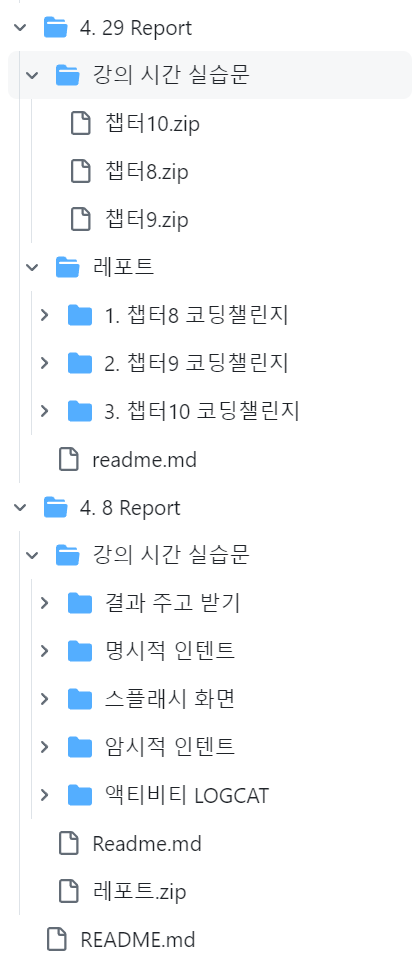 4. 29 Report
강의 시간 실습문
챕터10.zip
챕터8.zip
챕터9.zip
레포트
1. 챕터8 코딩챌린지
2. 챕터9 코딩챌린지
3. 챕터10 코딩챌린지
readme.md
4. 8 Report
강의 시간 실습문
결과 주고 받기
명시적 인텐트
스플래시 화면
암시적 인텐트
액티비티 LOGCAT
Readme.md
레포트.zip
README.md